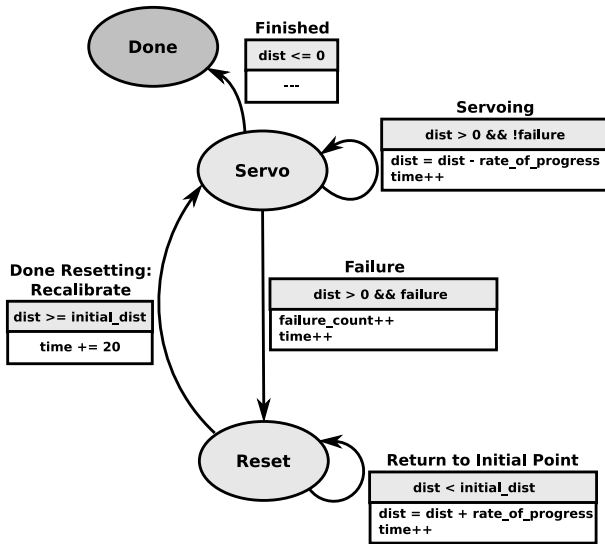 Finished
Done
dist <= 0
---
Servoing
dist > 0 && !failure
dist = dist - rate_of_progress
time++
Servo
Done Resetting:
Recalibrate
dist >= initial_dist
time += 20
Failure
dist > 0 && failure
failure_count++
time++
Reset
Return to Initial Point
dist < initial_dist
dist = dist + rate_of_progress
time++